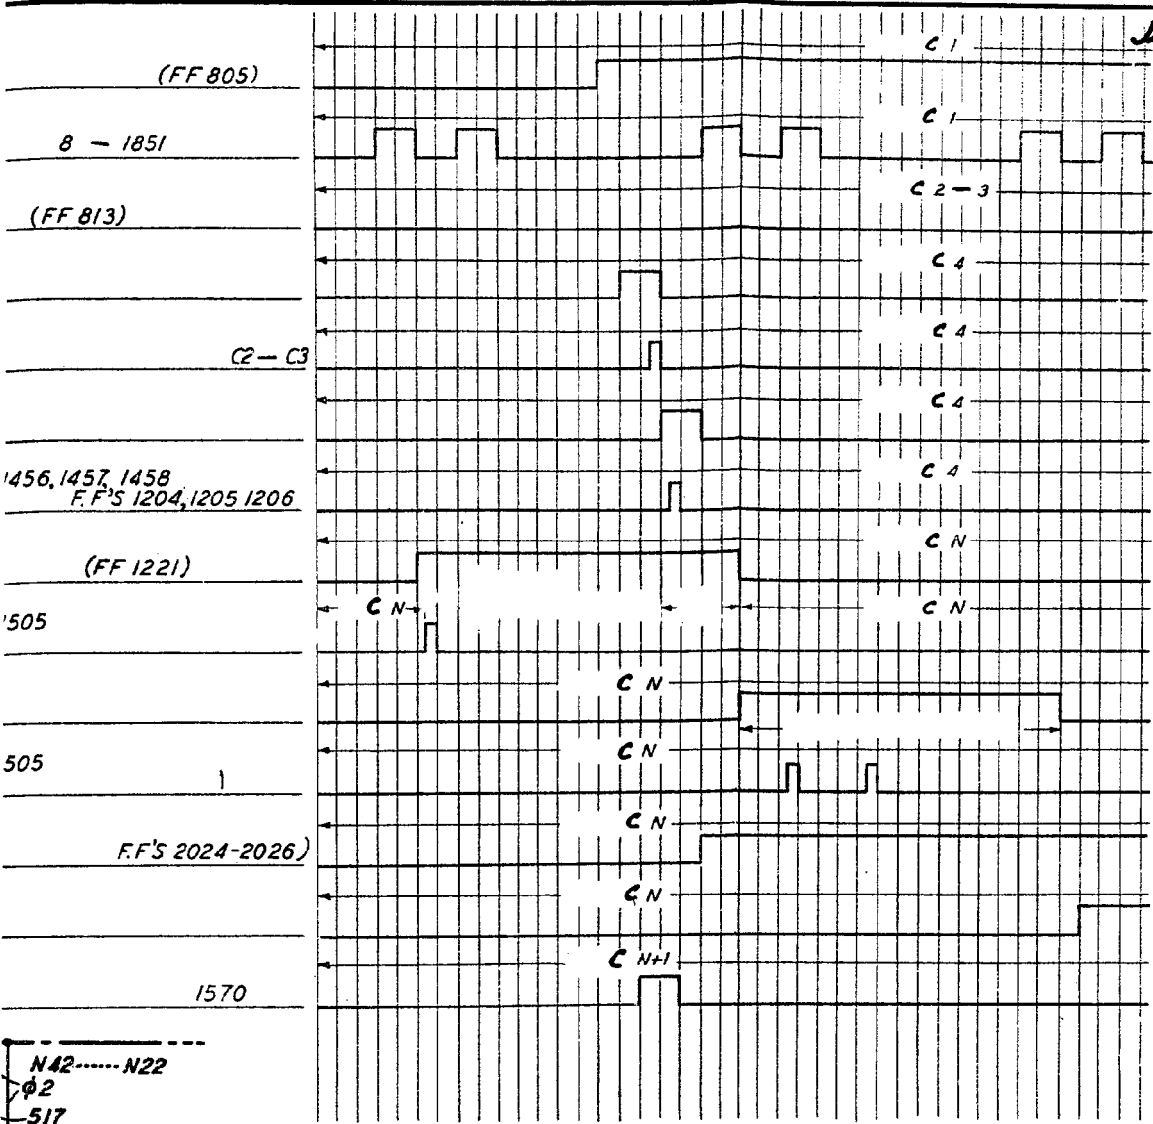 C 1
(FF 805)
C 1
8 - 1851
C 2-3
(FF 813)
C 4
C 4
C2-C3
C 4
C 4
1456, 1457, 1458
F.F'S 1204, 1205 1206
C N
(FF 1221)
C N C N
1505
C N
C N
505
C N
F.F'S 2024-2026)
C N
C N+1
1570
N42......N22
φ2
517